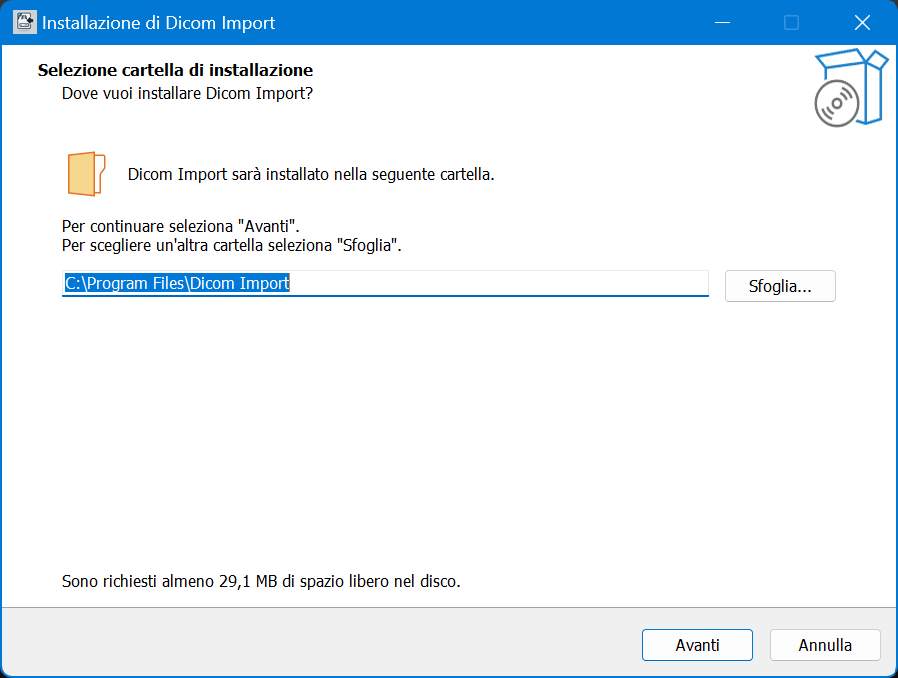 Installazione di Dicom Import
Selezione cartella di installazione
Dove vuoi installare Dicom Import?
Dicom Import sarà installato nella seguente cartella.
Per continuare seleziona "Avanti".
Per scegliere un'altra cartella seleziona "Sfoglia".
C:\Program Files\Dicom Import
Sfoglia...
Sono richiesti almeno 29,1 MB di spazio libero nel disco.
Avanti
Annulla